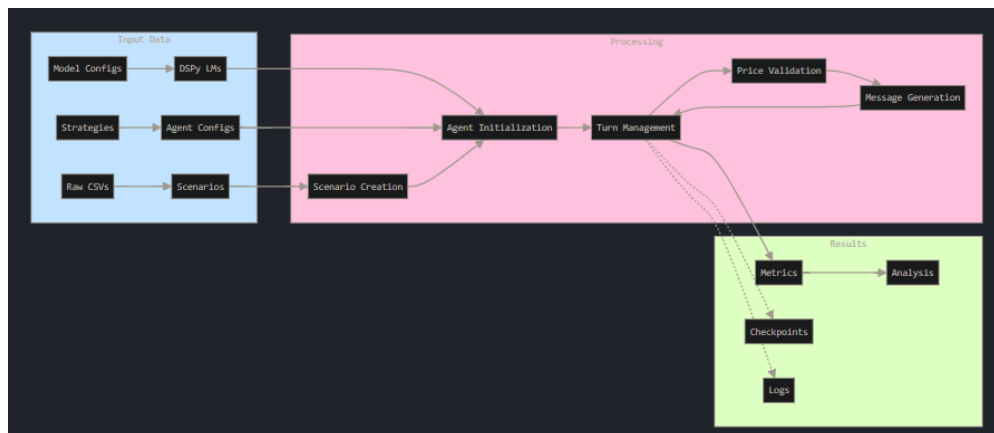 Input Data
Model Configs
DSPy LMs
Strategies
Agent Configs
Raw CSVs
Scenarios
Processing
Scenario Creation
Agent Initialization
Turn Management
Price Validation
Message Generation
Results
Metrics
Analysis
Checkpoints
Logs